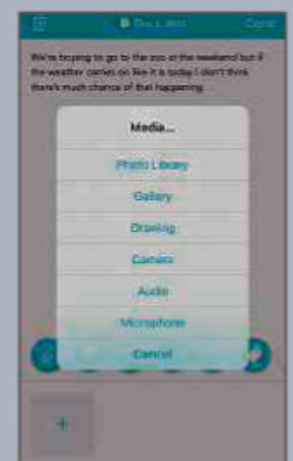 Done
We're hoping to go to the zoo at the weekend but if
the weather carries on like it is today I don't think
there's much chance of that happening.
Media...
Photo Library
Gallery
Drawing
Camera
Audio
Microphone
Cancel
+